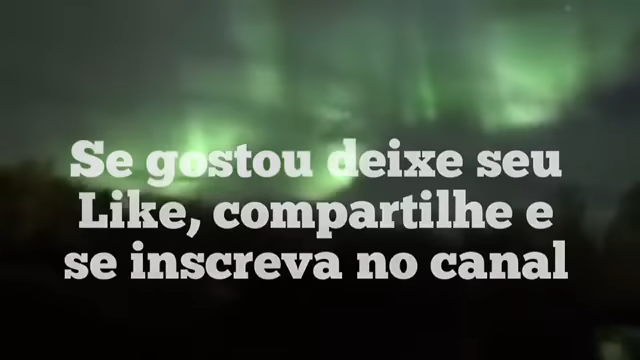 Se gostou deixe seu
Like, compartilhe e
se inscreva no canal